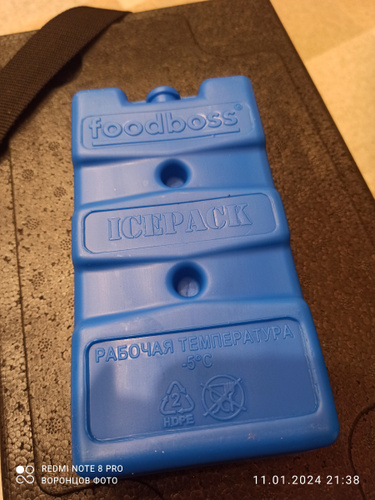 foodboss®
ICEPACK
РАБОЧАЯ ТЕМПЕРАТУРА
-5°C
2
HDPE
REDMI NOTE 8 PRO
ВОРОНЦОВ ФОТО
11.01.2024 21:38